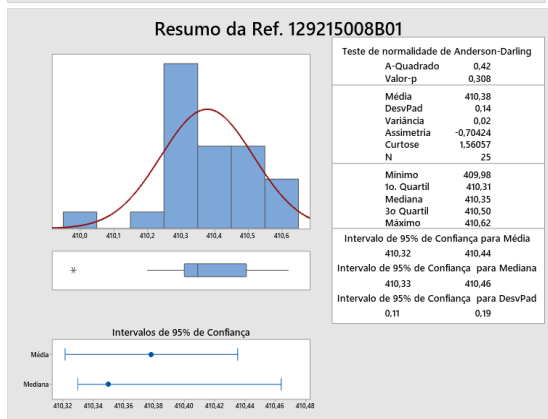 Resumo da Ref. 129215008B01
Teste de normalidade de Anderson-Darling
A-Quadrado 0,42
Valor-p 0,308
Média 410,38
DesvPad 0,14
Variância 0,02
Assimetria -0,70424
Curtose 1,56057
N 25
Mínimo 409,98
1o. Quartil 410,31
Mediana 410,35
3o Quartil 410,50
Máximo 410,62
Intervalo de 95% de Confiança para Média
410,32 410,44
Intervalo de 95% de Confiança para Mediana
410,33 410,46
Intervalo de 95% de Confiança para DesvPad
0,11 0,19
410,0 410,1 410,2 410,3 410,4 410,5 410,6
Intervalos de 95% de Confiança
Média
Mediana
410,32 410,34 410,36 410,38 410,40 410,42 410,44 410,46 410,48